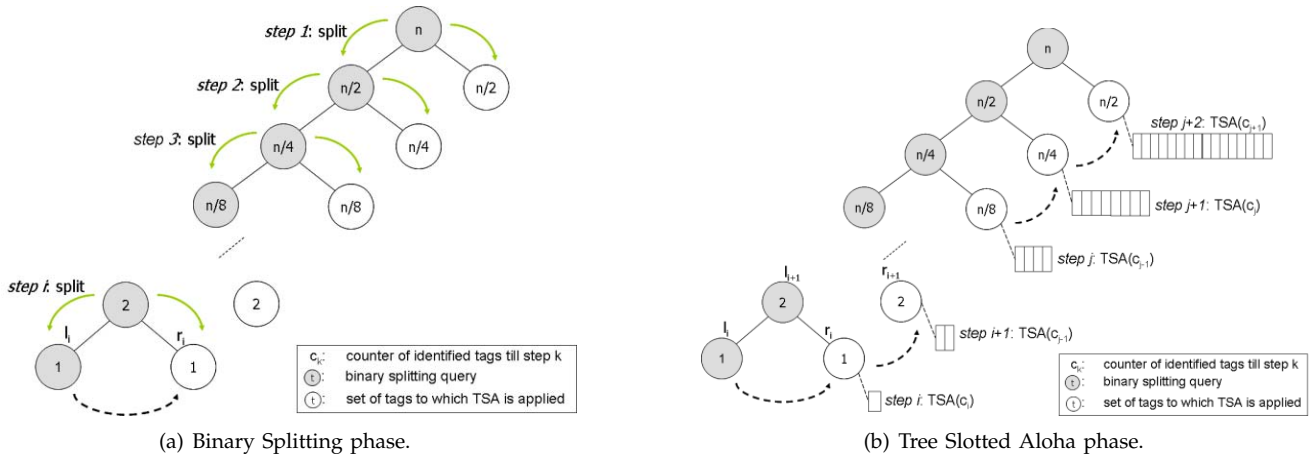 step 1: split
n
step 2: split
n/2
n/2
step 3: split
n/4
n/4
n/8
n/8
step i: split
2
2
l_i
r_i
1
1
c_k: counter of identified tags till step k
t : binary splitting query
t : set of tags to which TSA is applied
(a) Binary Splitting phase.
n
n/2
n/2
step j+2: TSA(c_{j+1})
n/4
n/4
step j+1: TSA(c_j)
n/8
n/8
step j: TSA(c_{j-1})
l_{i+1}
r_{i+1}
2
2
step i+1: TSA(c_{j-1})
l_i
r_i
1
1
step i: TSA(c_i)
c_k: counter of identified tags till step k
t : binary splitting query
t : set of tags to which TSA is applied
(b) Tree Slotted Aloha phase.